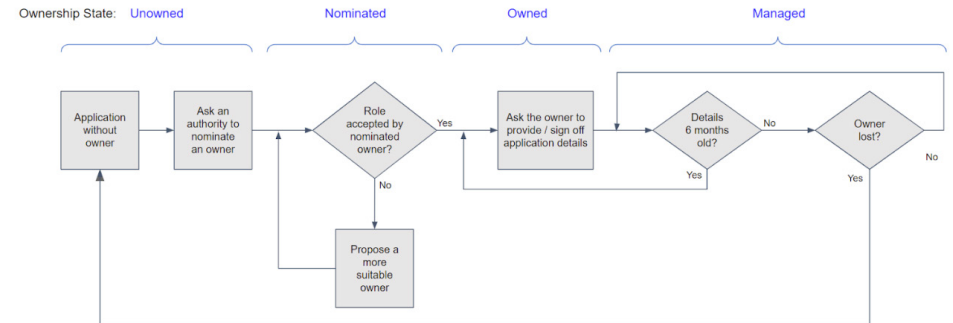 Ownership State: Unowned Nominated Owned Managed
Application
without
owner
Ask an
authority to
nominate
an owner
Role
accepted by
nominated
owner?
Yes
No
Propose a
more
suitable
owner
Ask the owner to
provide / sign off
application details
Details
6 months
old?
No
Yes
Owner
lost?
No
Yes